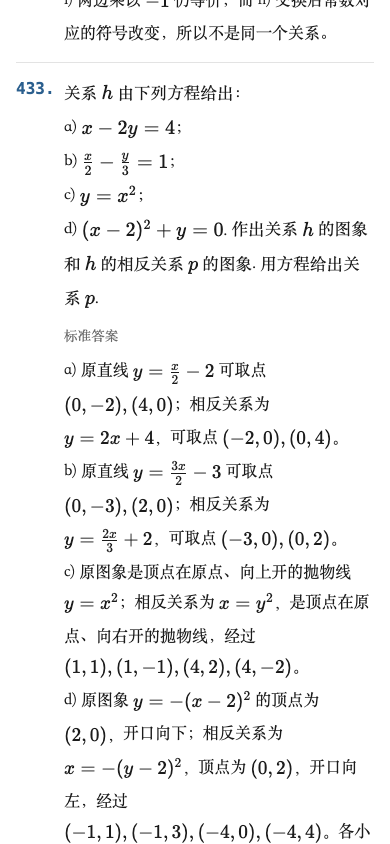 应的符号改变，所以不是同一个关系。
433. 关系 h 由下列方程给出：
a) x − 2y = 4;
b) x/2 − y/3 = 1;
c) y = x²;
d) (x − 2)² + y = 0. 作出关系 h 的图象
和 h 的相反关系 p 的图象. 用方程给出关
系 p.
标准答案
a) 原直线 y = x/2 − 2 可取点
(0, −2), (4, 0)；相反关系为
y = 2x + 4，可取点 (−2, 0), (0, 4)。
b) 原直线 y = 3x/2 − 3 可取点
(0, −3), (2, 0)；相反关系为
y = 2x/3 + 2，可取点 (−3, 0), (0, 2)。
c) 原图象是顶点在原点、向上开的抛物线
y = x²；相反关系为 x = y²，是顶点在原
点、向右开的抛物线，经过
(1, 1), (1, −1), (4, 2), (4, −2)。
d) 原图象 y = −(x − 2)² 的顶点为
(2, 0)，开口向下；相反关系为
x = −(y − 2)²，顶点为 (0, 2)，开口向
左，经过
(−1, 1), (−1, 3), (−4, 0), (−4, 4)。各小